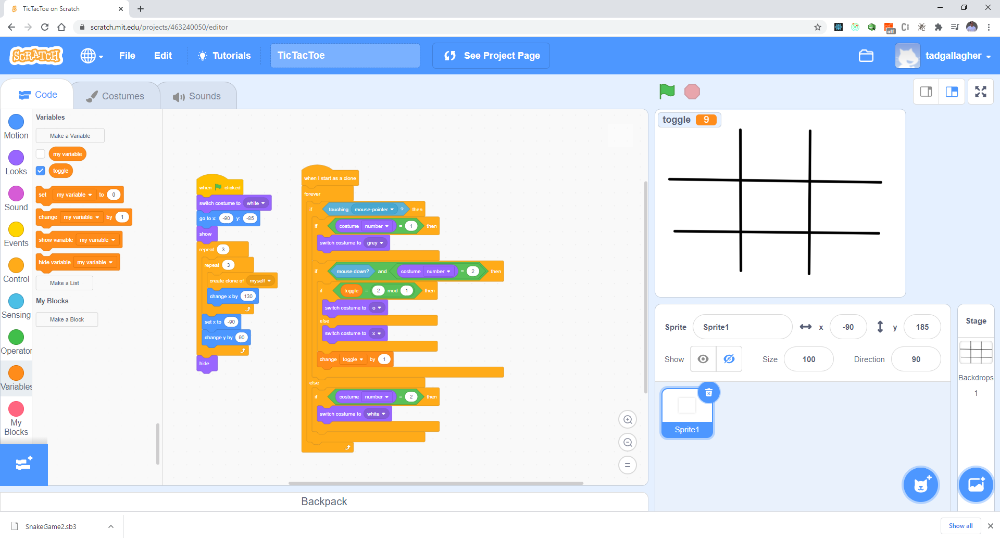 TicTacToe on Scratch
scratch.mit.edu/projects/463240050/editor
off
SCRATCH
File
Edit
Tutorials
TicTacToe
See Project Page
tadgallagher
Code
Costumes
Sounds
Motion
Looks
Sound
Events
Control
Sensing
Operator
Variables
My
Blocks
Variables
Make a Variable
my variable
toggle
set my variable to 0
change my variable by 1
show variable my variable
hide variable my variable
Make a List
My Blocks
Make a Block
when clicked
switch costume to white
go to x: -90 y: -85
show
repeat 3
repeat 3
create clone of myself
change x by 130
set x to -90
change y by 90
hide
when I start as a clone
forever
if touching mouse-pointer ? then
if costume number = 1 then
switch costume to grey
if mouse down? and costume number = 2 then
if toggle = 2 mod 1 then
switch costume to o
else
switch costume to x
change toggle by 1
else
if costume number = 2 then
switch costume to white
toggle 9
Sprite Sprite1 x -90 y 185
Show Size 100 Direction 90
Sprite1
Stage
Backdrops
1
Backpack
SnakeGame2.sb3
Show all